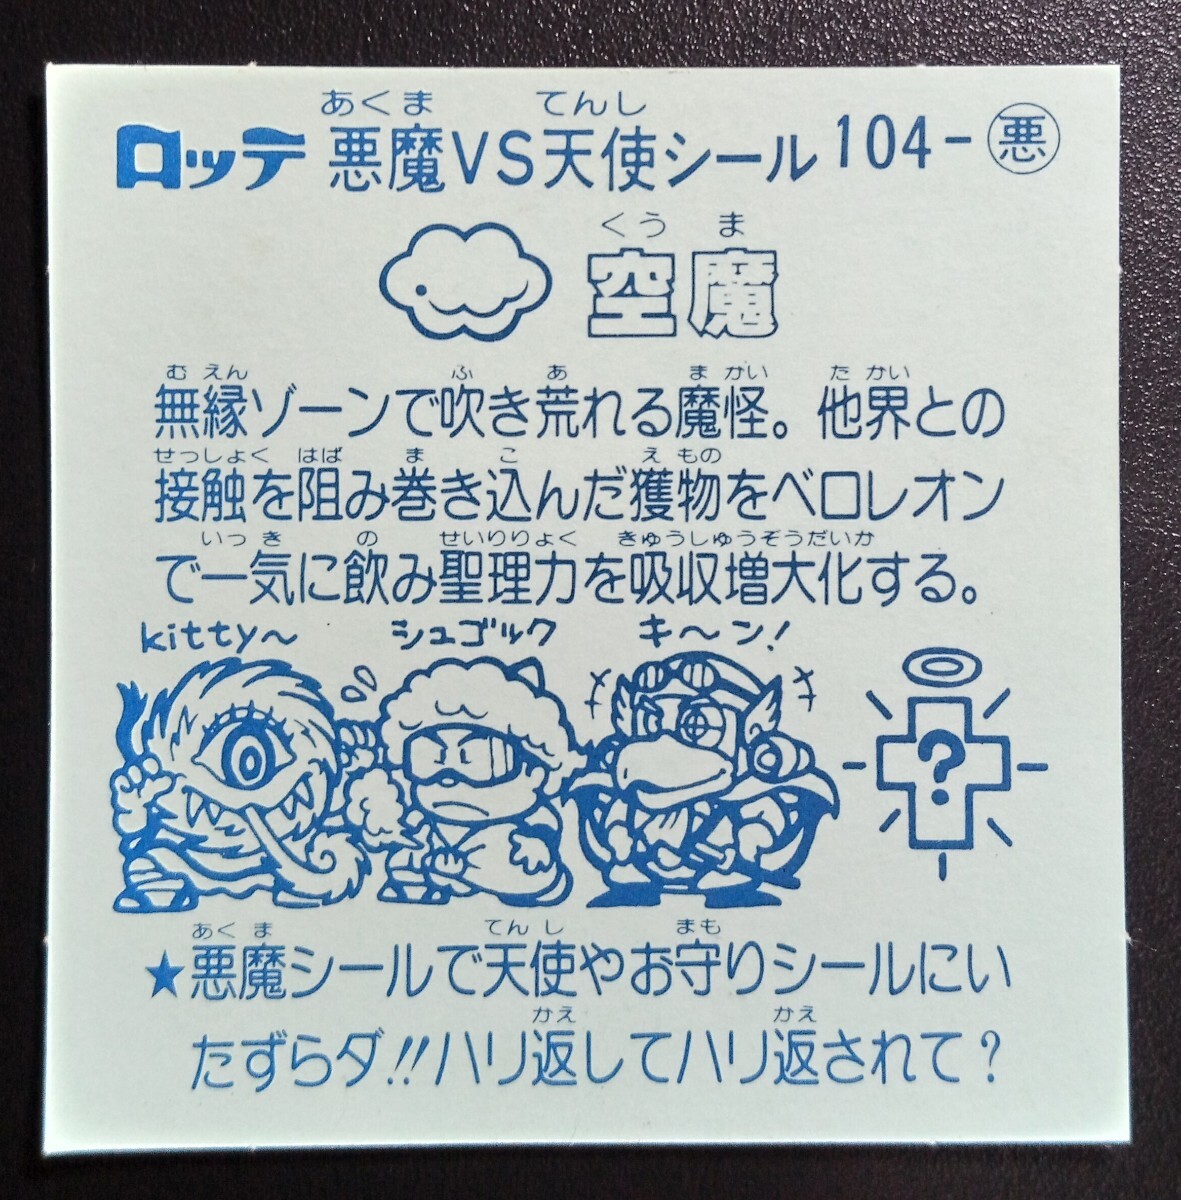 あくま てんし
ロッテ 悪魔VS天使シール 104-悪
くうま
空魔
むえん ふ あ まかい たかい
無縁ゾーンで吹き荒れる魔怪。他界との
せっしょく はば ま こ えもの
接触を阻み巻き込んだ獲物をベロレオン
いっき の せいりりょく きゅうしゅうぞうだいか
で一気に飲み聖理力を吸収増大化する。
kitty〜 シュゴルック キ〜ン!
?
あくま てんし まも
★悪魔シールで天使やお守りシールにい
かえ かえ
たずらダ!!ハリ返してハリ返されて?